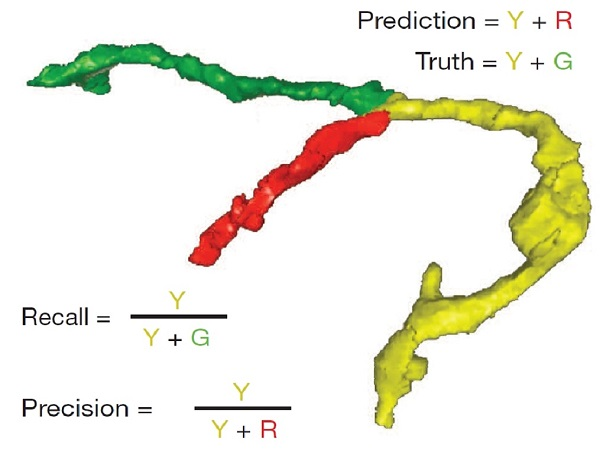 Prediction = Y + R
Truth = Y + G
Recall = Y
Y + G
Precision = Y
Y + R